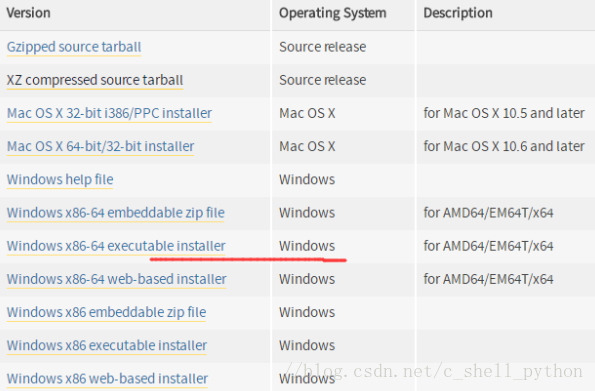 Version Operating System Description
Gzipped source tarball Source release
XZ compressed source tarball Source release
Mac OS X 32-bit i386/PPC installer Mac OS X for Mac OS X 10.5 and later
Mac OS X 64-bit/32-bit installer Mac OS X for Mac OS X 10.6 and later
Windows help file Windows
Windows x86-64 embeddable zip file Windows for AMD64/EM64T/x64
Windows x86-64 executable installer Windows for AMD64/EM64T/x64
Windows x86-64 web-based installer Windows for AMD64/EM64T/x64
Windows x86 embeddable zip file Windows
Windows x86 executable installer Windows
Windows x86 web-based installer Windows
//blog.csdn.net/c_shell_python